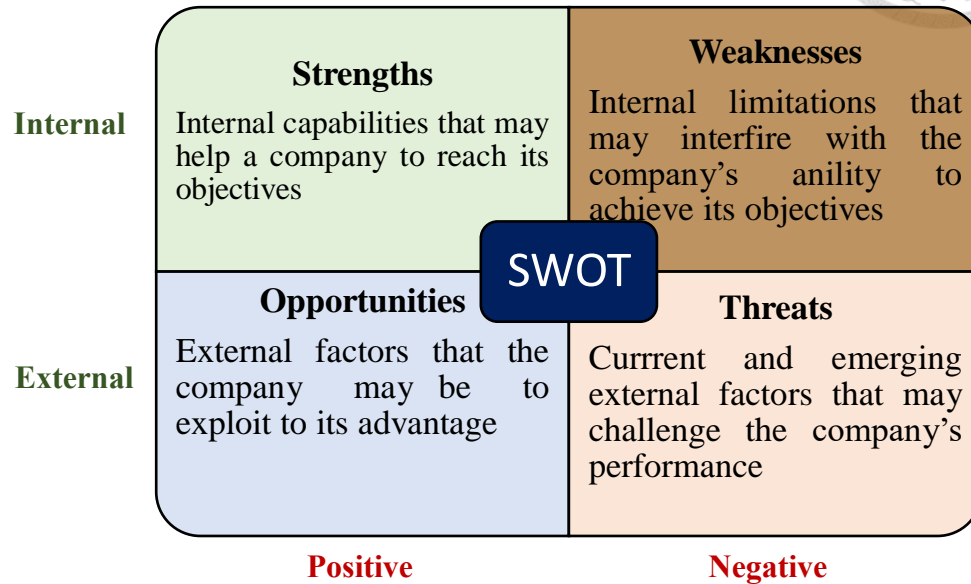 Strengths
Internal capabilities that may
help a company to reach its
objectives
Weaknesses
Internal limitations that
may interfire with the
company's anility to
achieve its objectives
Internal
SWOT
Opportunities
External factors that the
company may be to
exploit to its advantage
Threats
Currrent and emerging
external factors that may
challenge the company's
performance
External
Positive
Negative